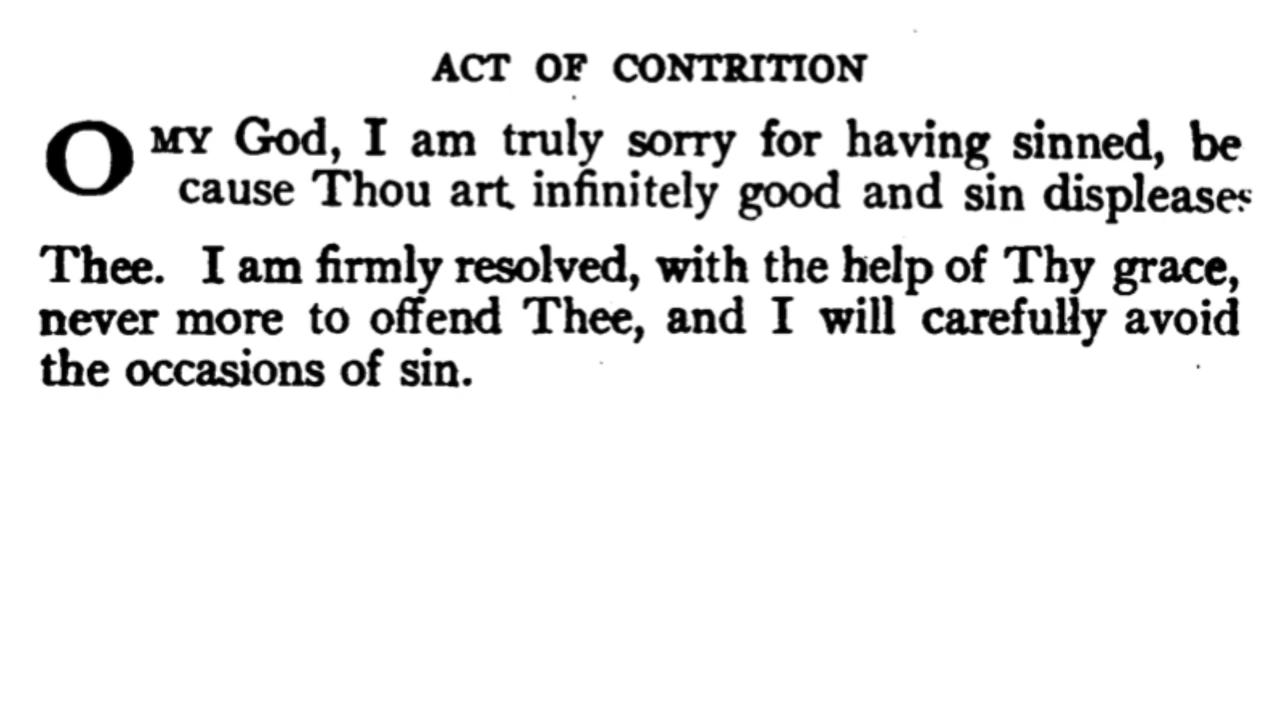 ACT OF CONTRITION
O MY God, I am truly sorry for having sinned, be
cause Thou art infinitely good and sin displeases
Thee. I am firmly resolved, with the help of Thy grace,
never more to offend Thee, and I will carefully avoid
the occasions of sin.